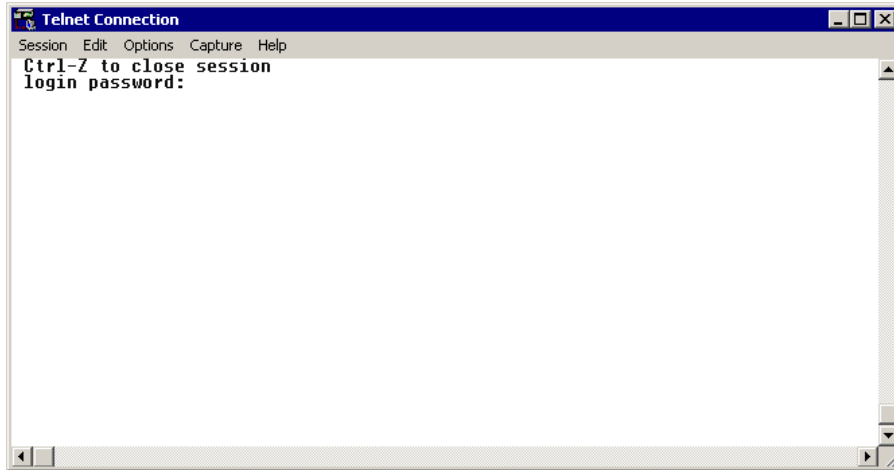 Telnet Connection
Session Edit Options Capture Help
Ctrl-Z to close session
login password: